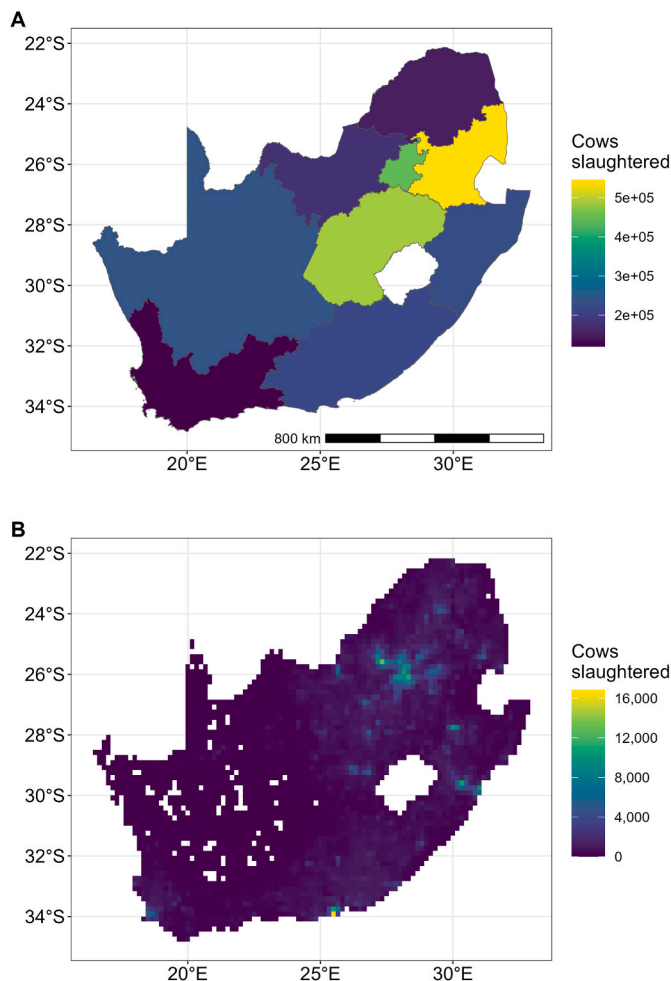 A
22°S
24°S
26°S
28°S
30°S
32°S
34°S
20°E
25°E
30°E
800 km
Cows
slaughtered
5e+05
4e+05
3e+05
2e+05
B
22°S
24°S
26°S
28°S
30°S
32°S
34°S
20°E
25°E
30°E
Cows
slaughtered
16,000
12,000
8,000
4,000
0